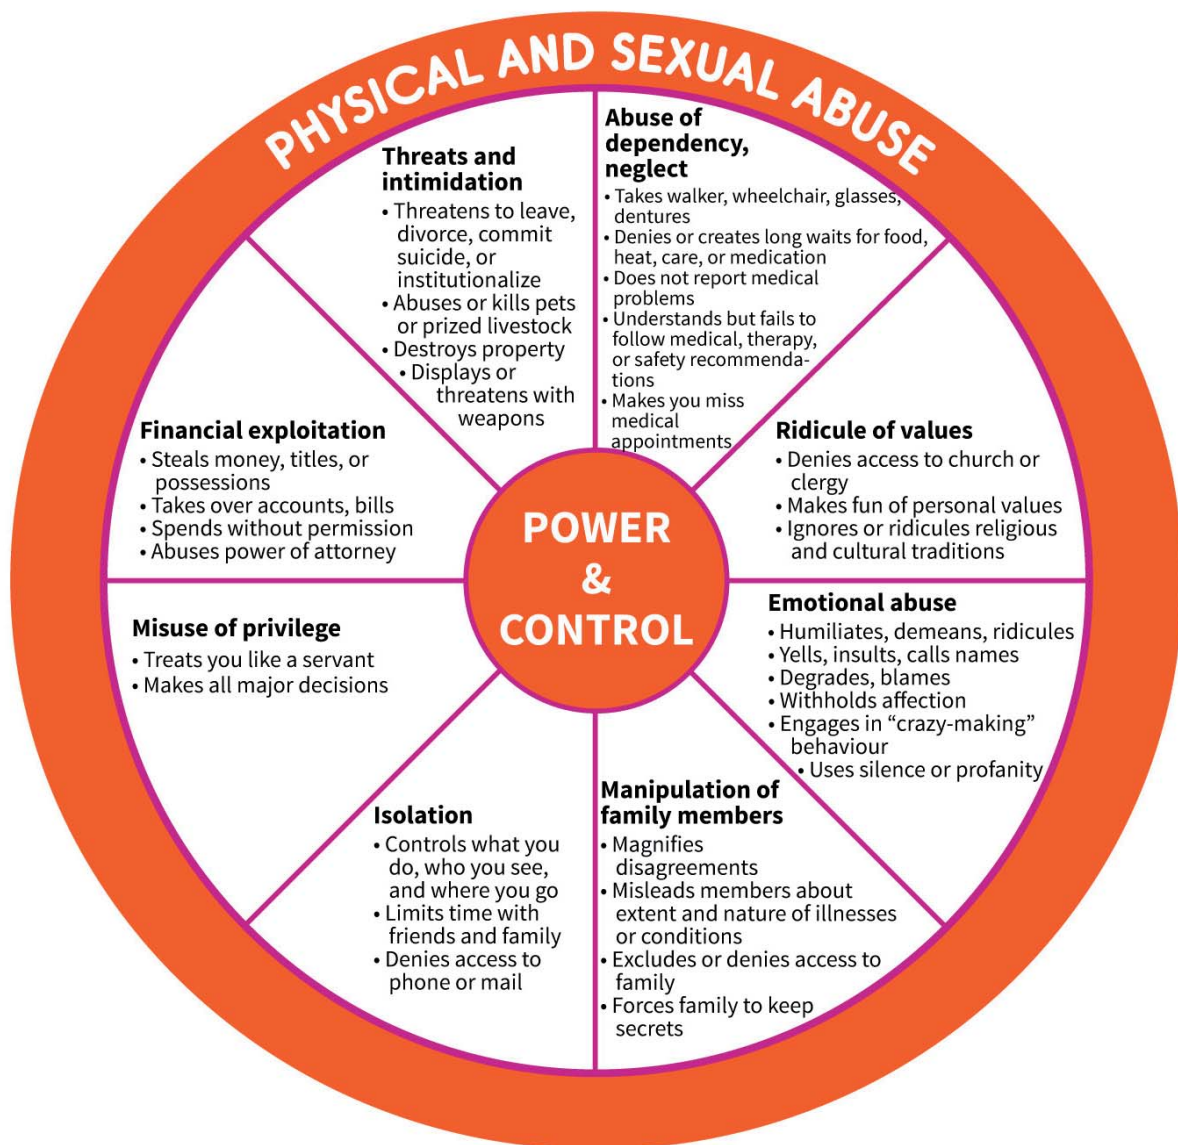 PHYSICAL AND SEXUAL ABUSE
Threats and
intimidation
• Threatens to leave,
divorce, commit
suicide, or
institutionalize
• Abuses or kills pets
or prized livestock
• Destroys property
• Displays or
threatens with
weapons
Abuse of
dependency,
neglect
• Takes walker, wheelchair, glasses,
dentures
• Denies or creates long waits for food,
heat, care, or medication
• Does not report medical
problems
• Understands but fails to
follow medical, therapy,
or safety recommenda-
tions
• Makes you miss
medical
appointments
Financial exploitation
• Steals money, titles, or
possessions
• Takes over accounts, bills
• Spends without permission
• Abuses power of attorney
Ridicule of values
• Denies access to church or
clergy
• Makes fun of personal values
• Ignores or ridicules religious
and cultural traditions
POWER
&
CONTROL
Misuse of privilege
• Treats you like a servant
• Makes all major decisions
Emotional abuse
• Humiliates, demeans, ridicules
• Yells, insults, calls names
• Degrades, blames
• Withholds affection
• Engages in “crazy-making”
behaviour
• Uses silence or profanity
Isolation
• Controls what you
do, who you see,
and where you go
• Limits time with
friends and family
• Denies access to
phone or mail
Manipulation of
family members
• Magnifies
disagreements
• Misleads members about
extent and nature of illnesses
or conditions
• Excludes or denies access to
family
• Forces family to keep
secrets